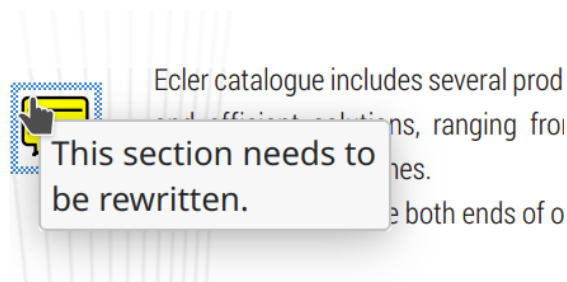 Ecler catalogue includes several prod
ns, ranging fro
This section needs to
nes.
be rewritten.
e both ends of o